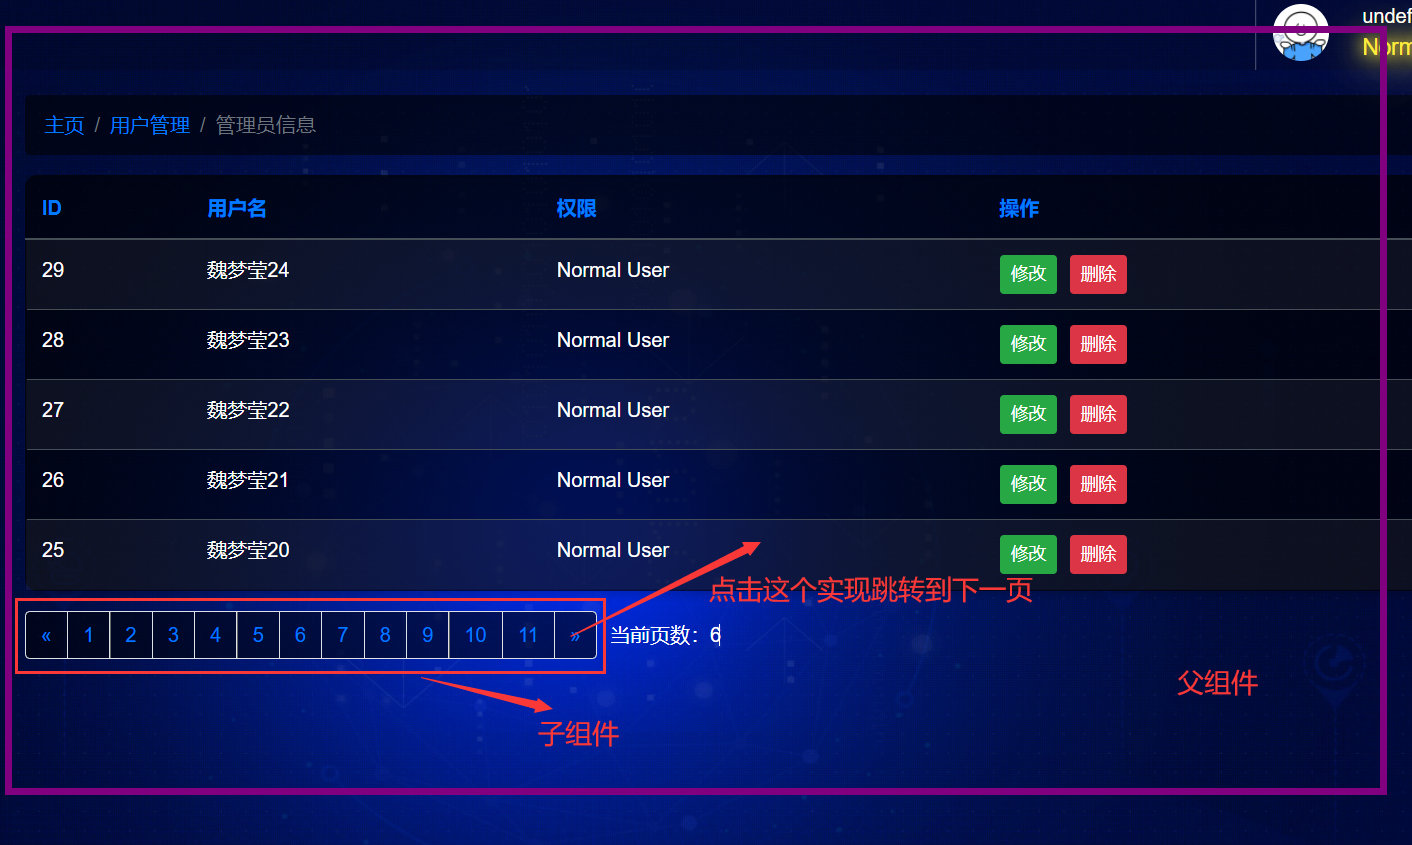 undef
Norm
主页 / 用户管理 / 管理员信息
ID 用户名 权限 操作
29 魏梦莹24 Normal User 修改 删除
28 魏梦莹23 Normal User 修改 删除
27 魏梦莹22 Normal User 修改 删除
26 魏梦莹21 Normal User 修改 删除
25 魏梦莹20 Normal User 修改 删除
点击这个实现跳转到下一页
« 1 2 3 4 5 6 7 8 9 10 11 » 当前页数：6
父组件
子组件